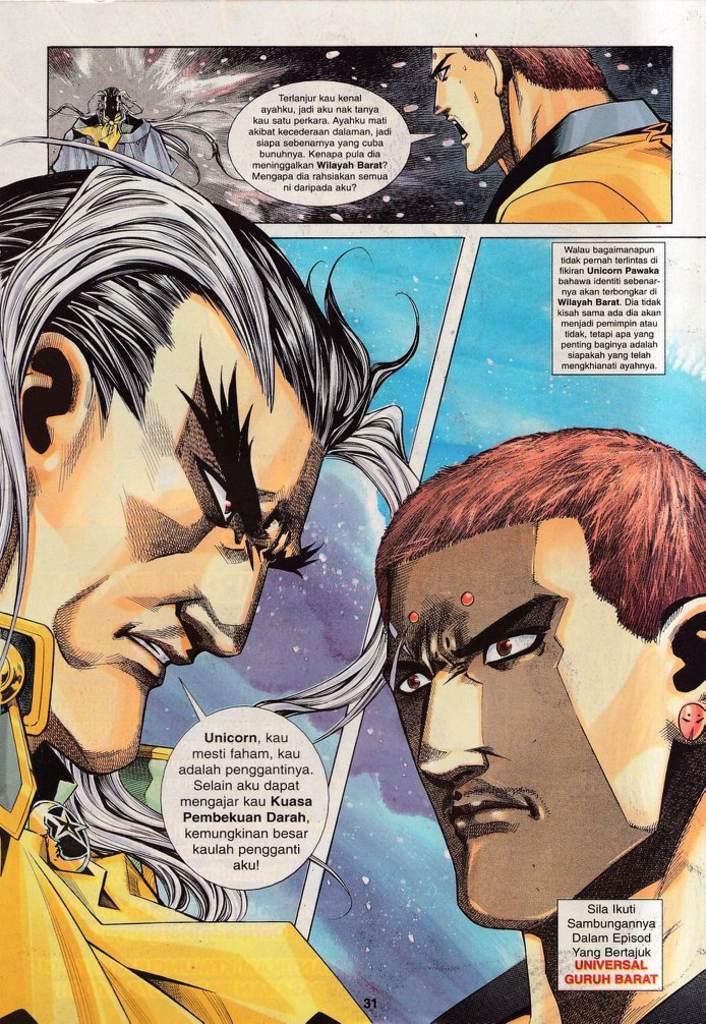 Terlanjur kau kenal
ayahku, jadi aku nak tanya
kau satu perkara. Ayahku mati
akibat kecederaan dalaman, jadi
siapa sebenarnya yang cuba
bunuhnya. Kenapa pula dia
meninggalkan Wilayah Barat?
Mengapa dia rahsiakan semua
ni daripada aku?
Walau bagaimanapun
tidak pernah terlintas di
fikiran Unicorn Pawaka
bahawa identiti sebenar-
nya akan terbongkar di
Wilayah Barat. Dia tidak
kisah sama ada dia akan
menjadi pemimpin atau
tidak, tetapi apa yang
penting baginya adalah
siapakah yang telah
mengkhianati ayahnya.
Unicorn, kau
mesti faham, kau
adalah penggantinya.
Selain aku dapat
mengajar kau Kuasa
Pembekuan Darah,
kemungkinan besar
kaulah pengganti
aku!
Sila Ikuti
Sambungannya
Dalam Episod
Yang Bertajuk
UNIVERSAL
GURUH BARAT
31